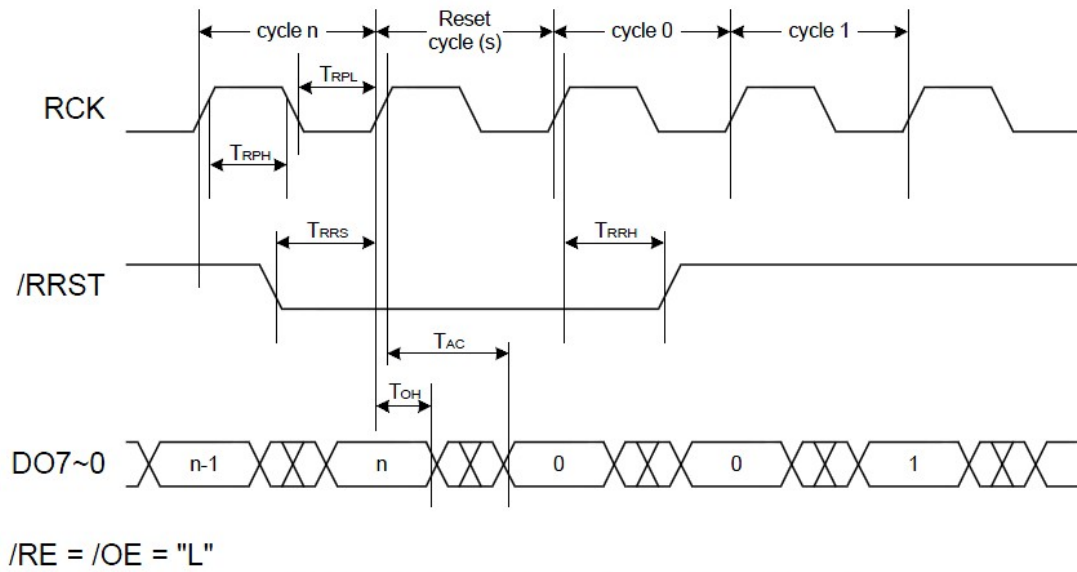 cycle n
Reset
cycle (s)
cycle 0
cycle 1
TRPL
RCK
TRPH
TRRS
TRRH
/RRST
TAC
TOH
DO7~0
n-1
n
0
0
1
/RE = /OE = "L"